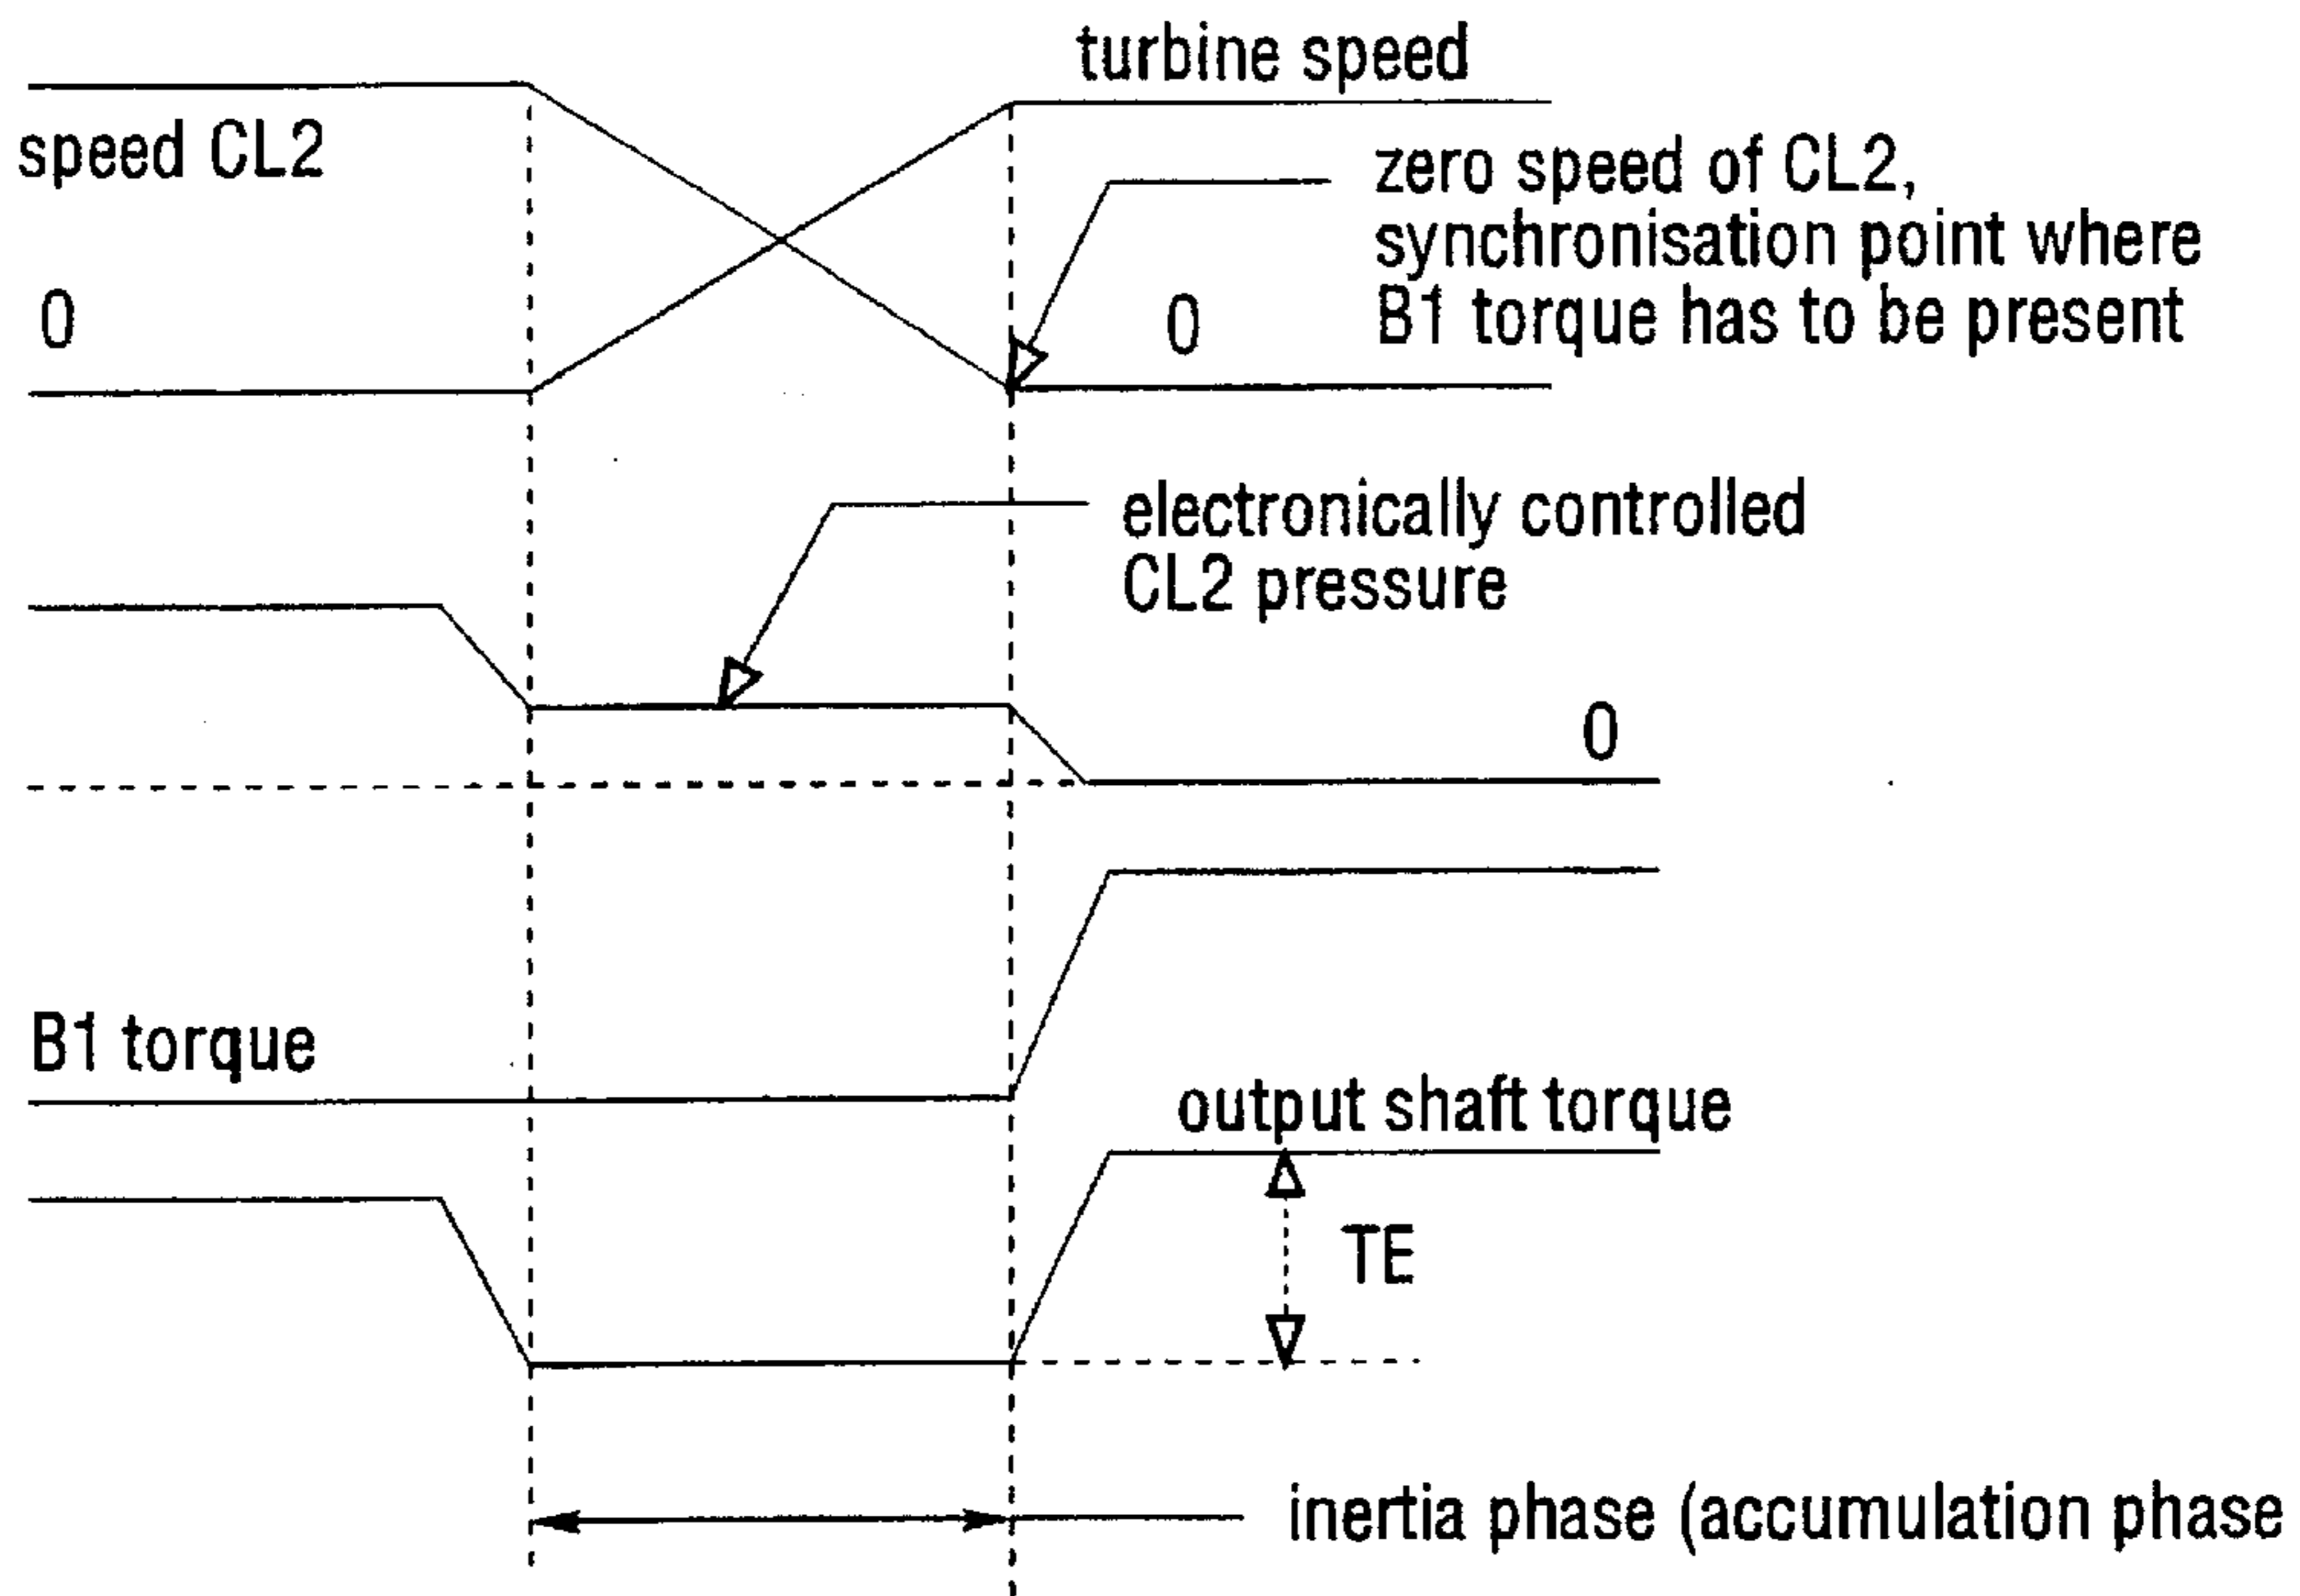 turbine speed
speed CL2
zero speed of CL2,
synchronisation point where
B1 torque has to be present
0
0
electronically controlled
CL2 pressure
0
B1 torque
output shaft torque
TE
inertia phase (accumulation phase